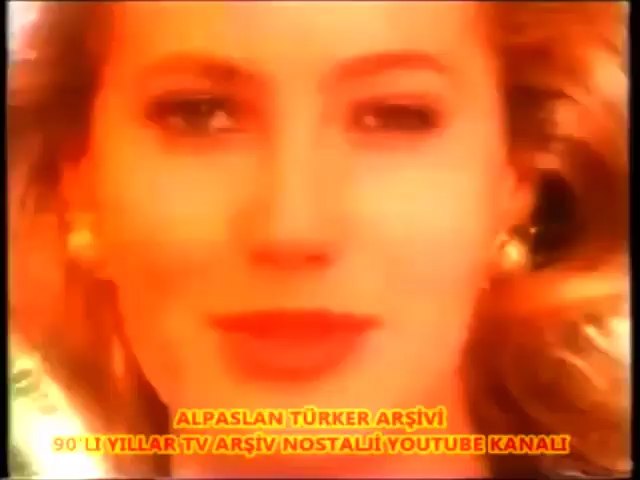 ALPASLAN TÜRKER ARŞİVİ
90'LI YILLAR TV ARŞİV NOSTALJİ YOUTUBE KANALI